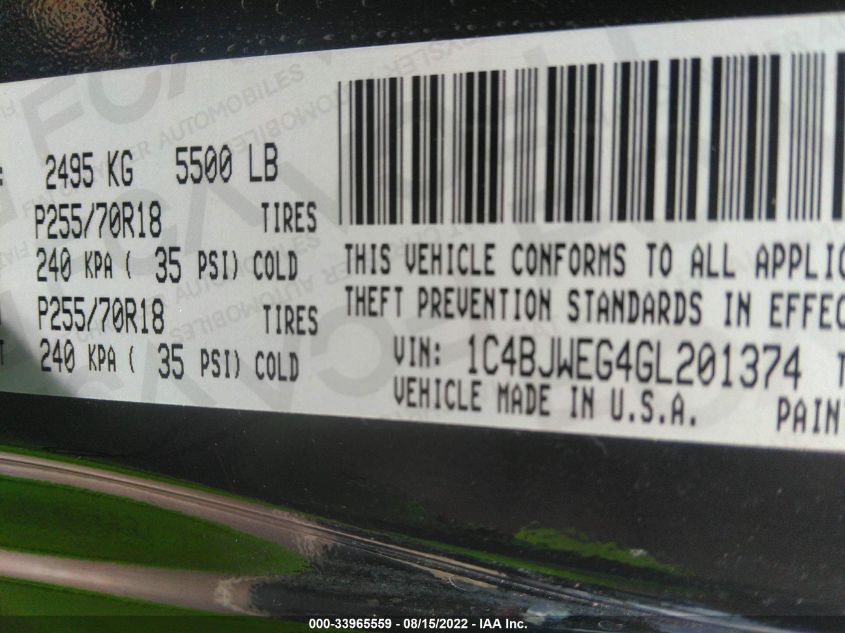 2495 KG 5500 LB
P255/70R18 TIRES
240 KPA ( 35 PSI) COLD
P255/70R18 TIRES
240 KPA ( 35 PSI) COLD
THIS VEHICLE CONFORMS TO ALL APPLIC
THEFT PREVENTION STANDARDS IN EFFEC
VIN: 1C4BJWEG4GL201374 T
VEHICLE MADE IN U.S.A. PAIN
000-33965559 — 08/15/2022 — IAA Inc.